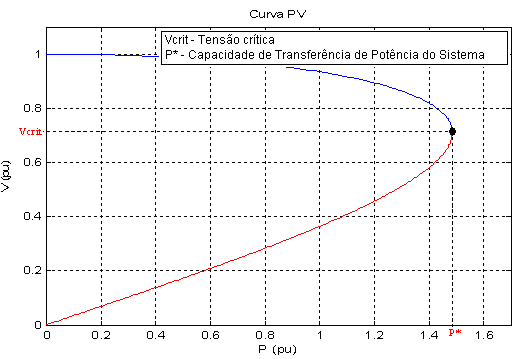 Curva PV
Vcrit - Tensão crítica
P* - Capacidade de Transferência de Potência do Sistema
1
0.8
Vcrit
0.6
0.4
0.2
0
V (pu)
0 0.2 0.4 0.6 0.8 1 1.2 1.4 1.6
P*
P (pu)